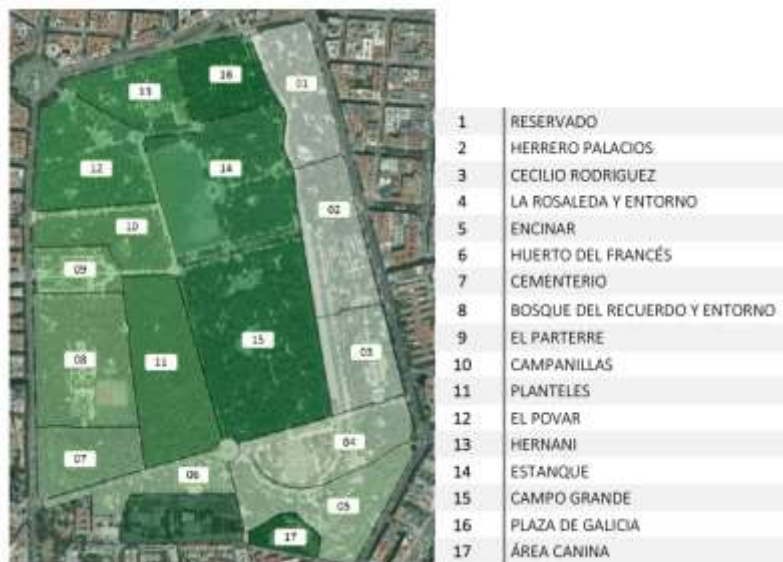 16
01
13
12
14
02
10
09
15
03
08
11
04
07
06
05
17
1 RESERVADO
2 HERRERO PALACIOS
3 CECILIO RODRIGUEZ
4 LA ROSALEDA Y ENTORNO
5 ENCINAR
6 HUERTO DEL FRANCÉS
7 CEMENTERIO
8 BOSQUE DEL RECUERDO Y ENTORNO
9 EL PARTERRE
10 CAMPANILLAS
11 PLANTELES
12 EL POVAR
13 HERNANI
14 ESTANQUE
15 CAMPO GRANDE
16 PLAZA DE GALICIA
17 ÁREA CANINA